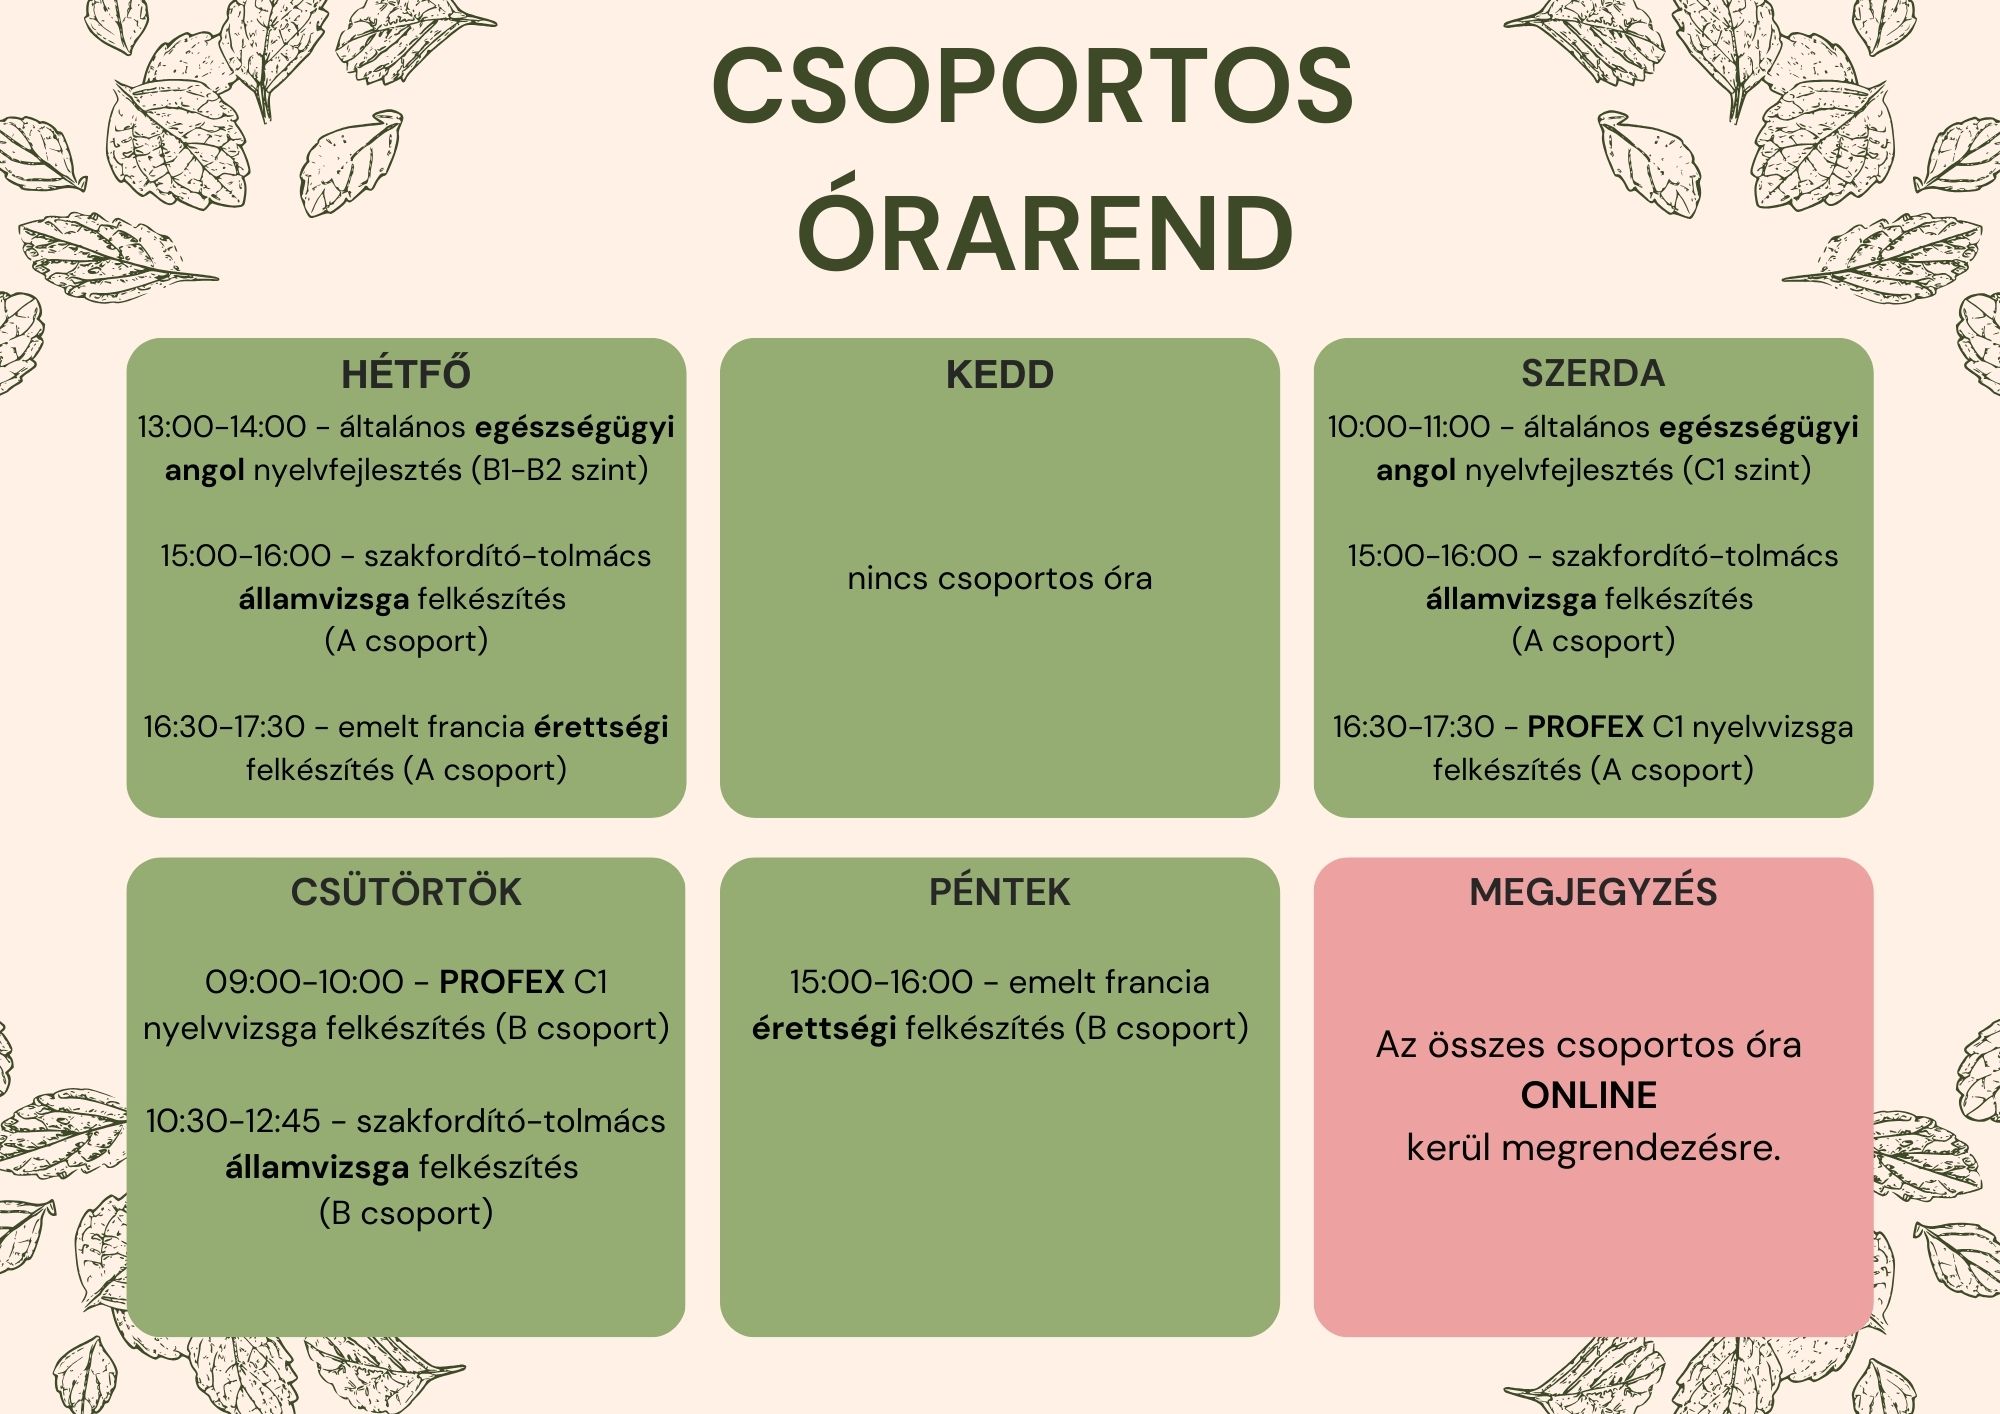 CSOPORTOS
ÓRAREND
HÉTFŐ
13:00-14:00 - általános egészségügyi
angol nyelvfejlesztés (B1-B2 szint)
15:00-16:00 - szakfordító-tolmács
államvizsga felkészítés
(A csoport)
16:30-17:30 - emelt francia érettségi
felkészítés (A csoport)
KEDD
nincs csoportos óra
SZERDA
10:00-11:00 - általános egészségügyi
angol nyelvfejlesztés (C1 szint)
15:00-16:00 - szakfordító-tolmács
államvizsga felkészítés
(A csoport)
16:30-17:30 - PROFEX C1 nyelvvizsga
felkészítés (A csoport)
CSÜTÖRTÖK
09:00-10:00 - PROFEX C1
nyelvvizsga felkészítés (B csoport)
10:30-12:45 - szakfordító-tolmács
államvizsga felkészítés
(B csoport)
PÉNTEK
15:00-16:00 - emelt francia
érettségi felkészítés (B csoport)
MEGJEGYZÉS
Az összes csoportos óra
ONLINE
kerül megrendezésre.